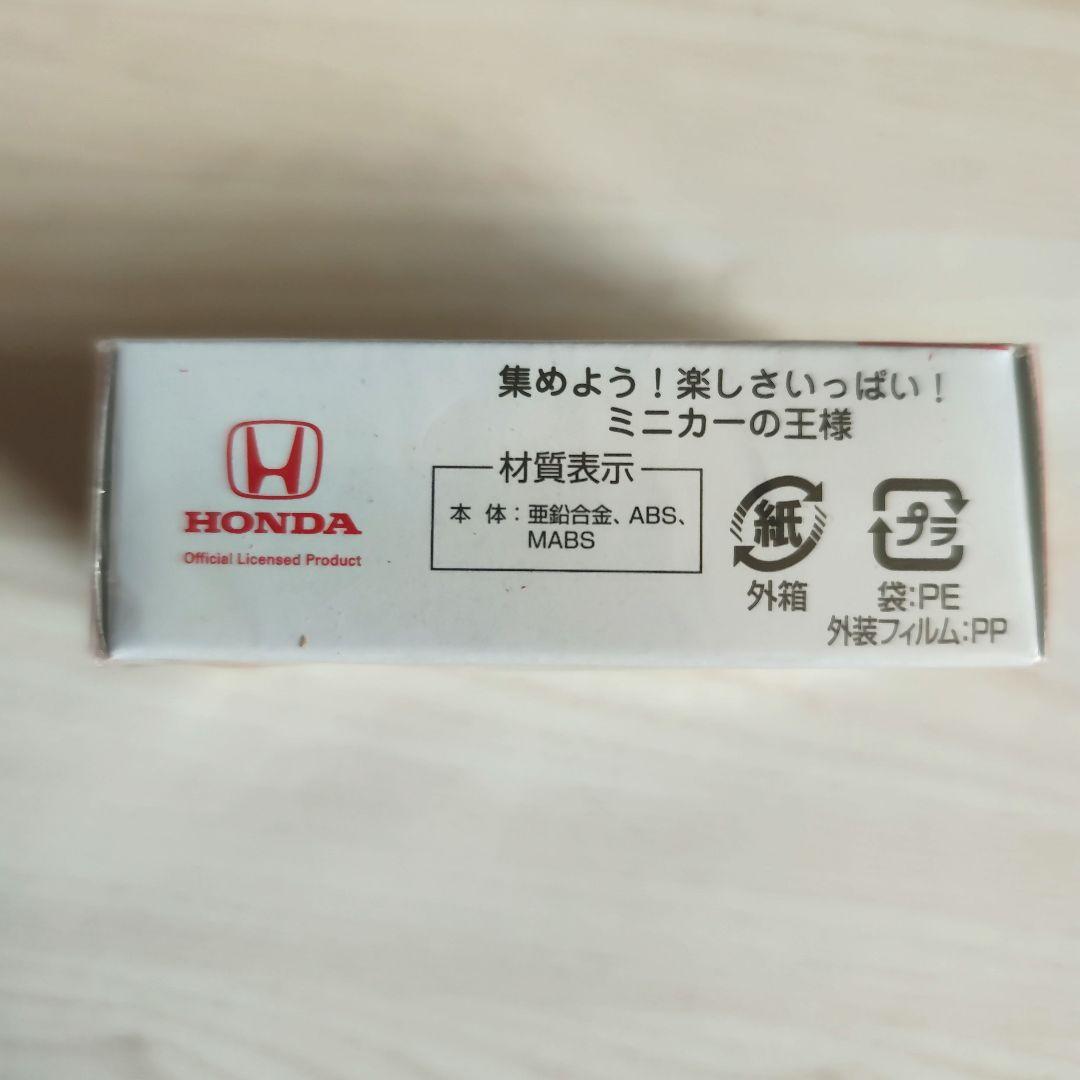 集めよう！楽しさいっぱい！
ミニカーの王様
HONDA
Official Licensed Product
材質表示
本 体：亜鉛合金、ABS、
MABS
紙
外箱
プラ
袋：PE
外装フィルム：PP